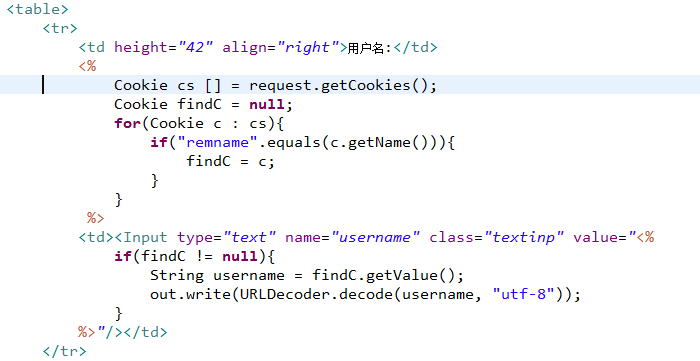 <table>
<tr>
<td height="42" align="right">用户名:</td>
<%
Cookie cs [] = request.getCookies();
Cookie findC = null;
for(Cookie c : cs){
if("remname".equals(c.getName())){
findC = c;
}
}
%>
<td><Input type="text" name="username" class="textinp" value="<%
if(findC != null){
String username = findC.getValue();
out.write(URLDecoder.decode(username, "utf-8"));
}
%>"/></td>
</tr>